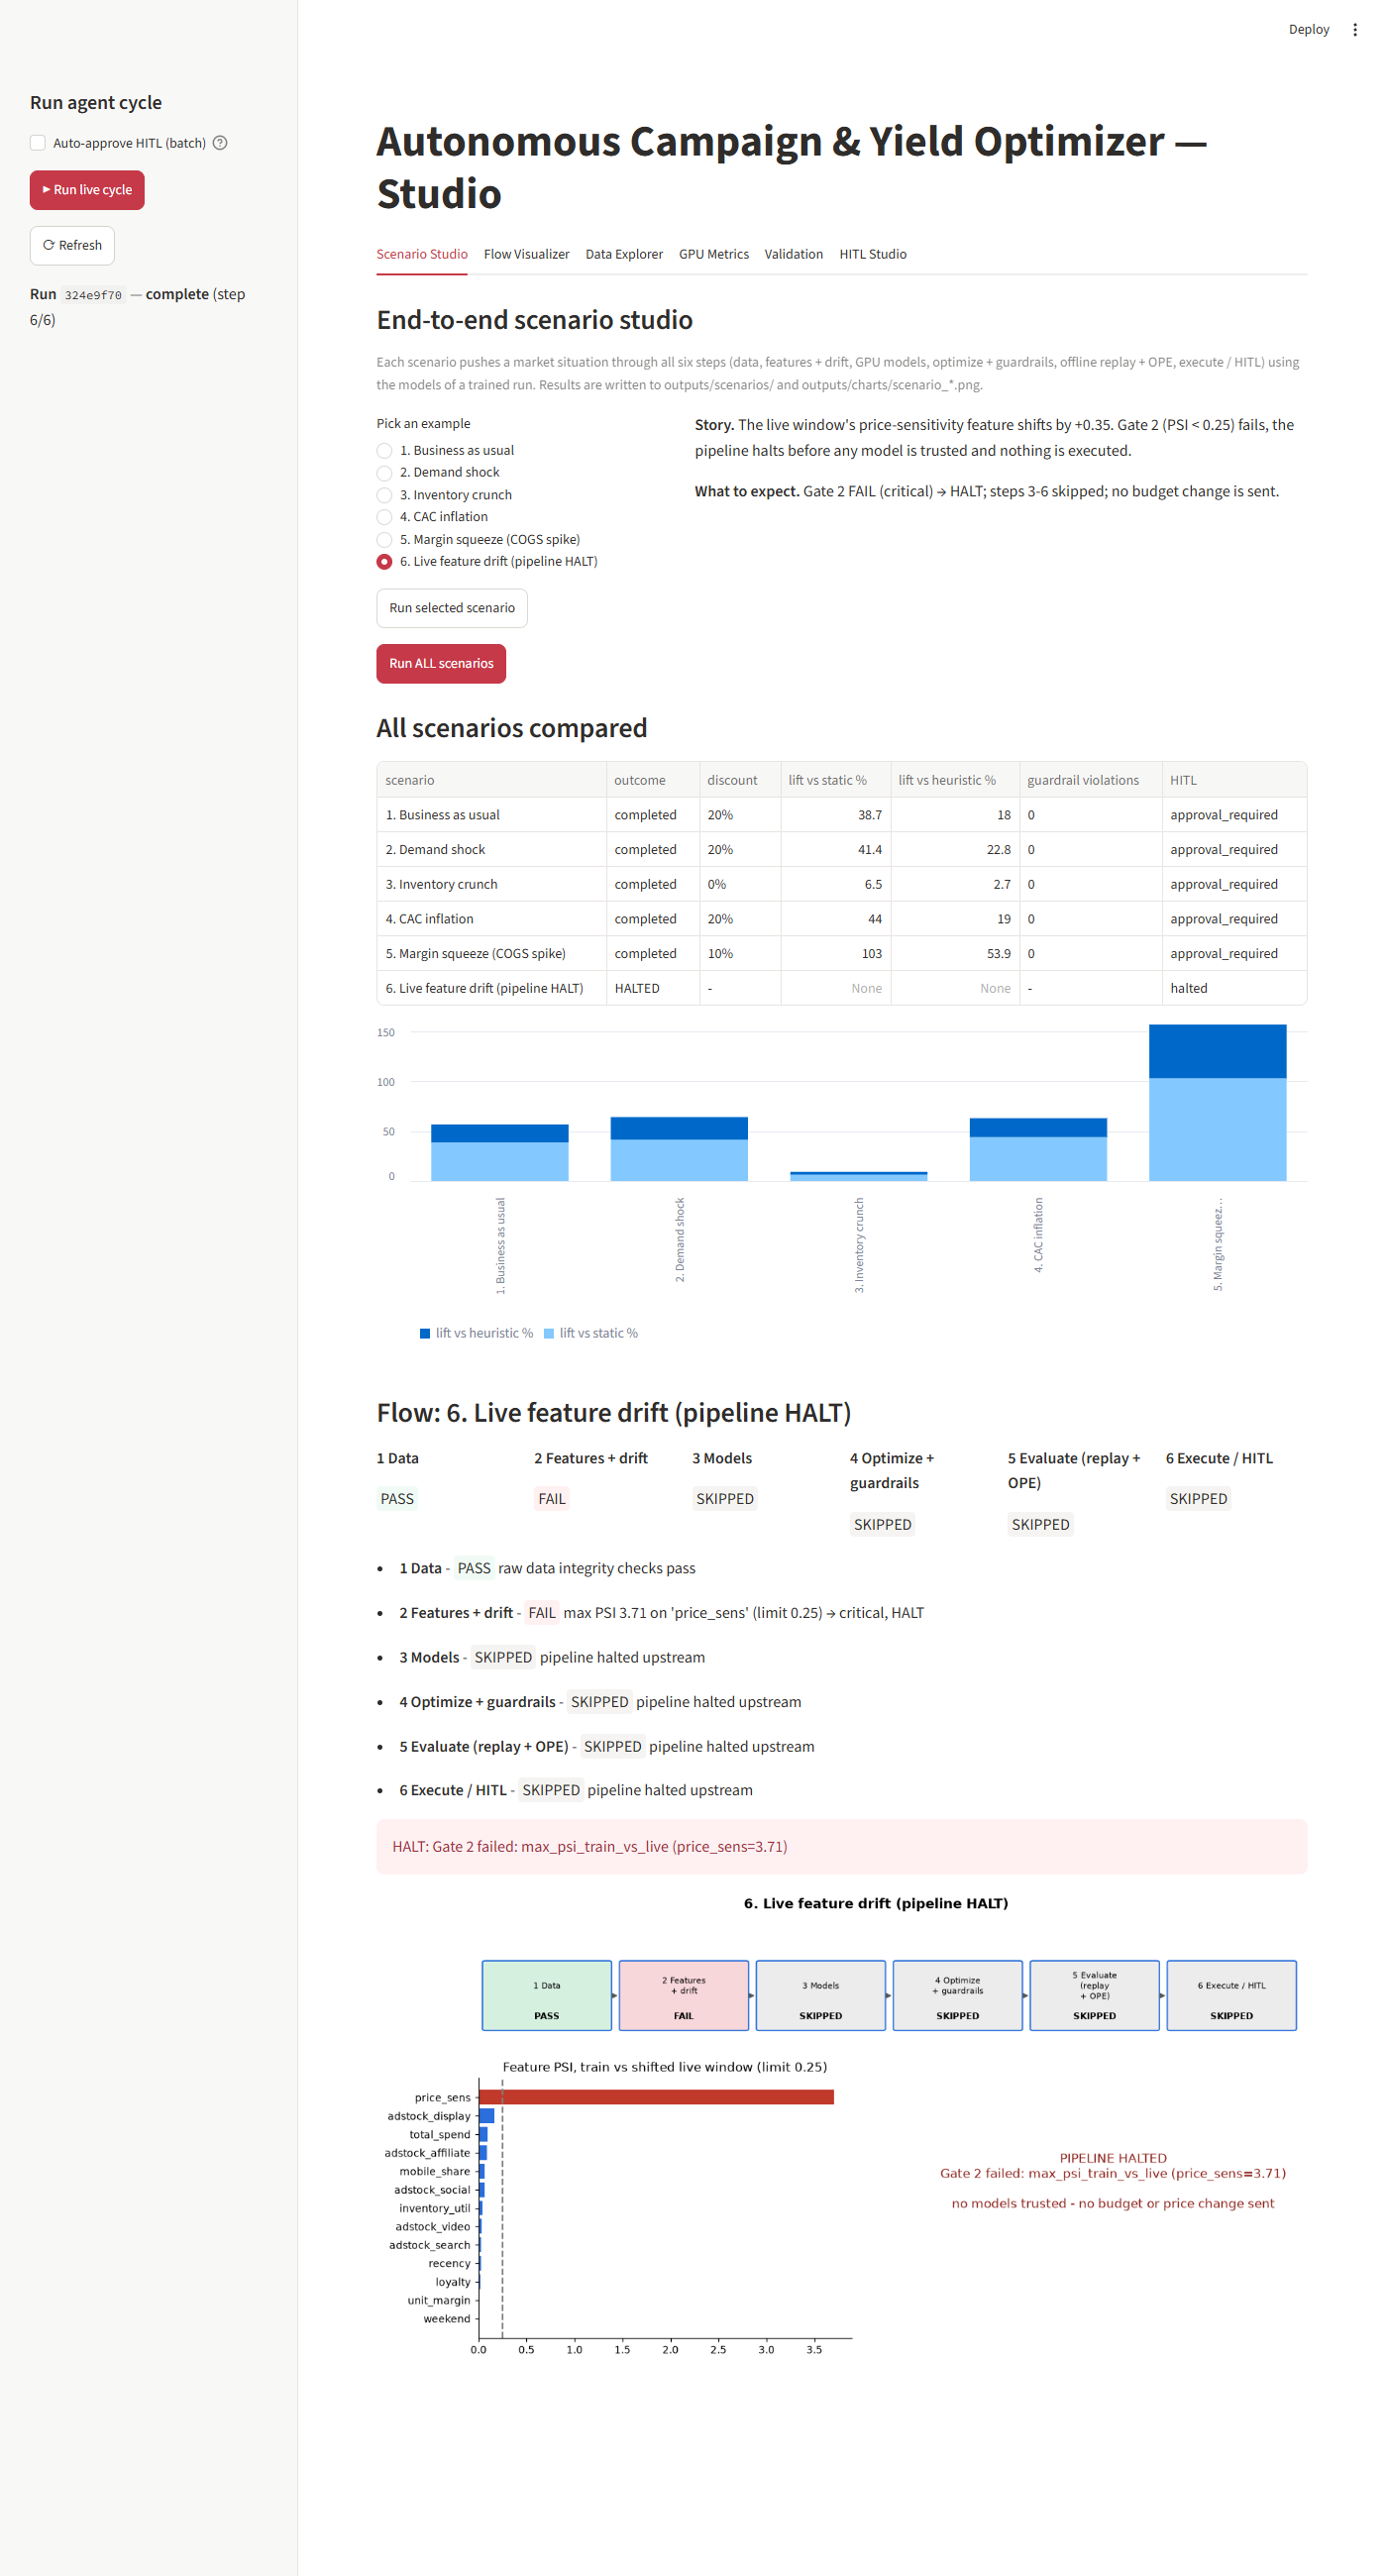 Deploy
Run agent cycle
Auto-approve HITL (batch)
Run live cycle
Refresh
Run 324e9f70 — complete (step
6/6)
Autonomous Campaign & Yield Optimizer —
Studio
Scenario Studio Flow Visualizer Data Explorer GPU Metrics Validation HITL Studio
End-to-end scenario studio
Each scenario pushes a market situation through all six steps (data, features + drift, GPU models, optimize + guardrails, offline replay + OPE, execute / HITL) using
the models of a trained run. Results are written to outputs/scenarios/ and outputs/charts/scenario_*.png.
Pick an example
1. Business as usual
2. Demand shock
3. Inventory crunch
4. CAC inflation
5. Margin squeeze (COGS spike)
6. Live feature drift (pipeline HALT)
Run selected scenario
Run ALL scenarios
Story. The live window's price-sensitivity feature shifts by +0.35. Gate 2 (PSI < 0.25) fails, the
pipeline halts before any model is trusted and nothing is executed.
What to expect. Gate 2 FAIL (critical) → HALT; steps 3-6 skipped; no budget change is sent.
All scenarios compared
scenario outcome discount lift vs static % lift vs heuristic % guardrail violations HITL
1. Business as usual completed 20% 38.7 18 0 approval_required
2. Demand shock completed 20% 41.4 22.8 0 approval_required
3. Inventory crunch completed 0% 6.5 2.7 0 approval_required
4. CAC inflation completed 20% 44 19 0 approval_required
5. Margin squeeze (COGS spike) completed 10% 103 53.9 0 approval_required
6. Live feature drift (pipeline HALT) HALTED - None None - halted
150
100
50
0
1. Business as usual
2. Demand shock
3. Inventory crunch
4. CAC inflation
5. Margin squeez…
lift vs heuristic % lift vs static %
Flow: 6. Live feature drift (pipeline HALT)
1 Data
PASS
2 Features + drift
FAIL
3 Models
SKIPPED
4 Optimize +
guardrails
SKIPPED
5 Evaluate (replay +
OPE)
SKIPPED
6 Execute / HITL
SKIPPED
• 1 Data - PASS raw data integrity checks pass
• 2 Features + drift - FAIL max PSI 3.71 on 'price_sens' (limit 0.25) → critical, HALT
• 3 Models - SKIPPED pipeline halted upstream
• 4 Optimize + guardrails - SKIPPED pipeline halted upstream
• 5 Evaluate (replay + OPE) - SKIPPED pipeline halted upstream
• 6 Execute / HITL - SKIPPED pipeline halted upstream
HALT: Gate 2 failed: max_psi_train_vs_live (price_sens=3.71)
6. Live feature drift (pipeline HALT)
1 Data
PASS
2 Features
+ drift
FAIL
3 Models
SKIPPED
4 Optimize
+ guardrails
SKIPPED
5 Evaluate
(replay
+ OPE)
SKIPPED
6 Execute / HITL
SKIPPED
Feature PSI, train vs shifted live window (limit 0.25)
price_sens
adstock_display
total_spend
adstock_affiliate
mobile_share
adstock_social
inventory_util
adstock_video
adstock_search
recency
loyalty
unit_margin
weekend
0.0 0.5 1.0 1.5 2.0 2.5 3.0 3.5
PIPELINE HALTED
Gate 2 failed: max_psi_train_vs_live (price_sens=3.71)
no models trusted - no budget or price change sent